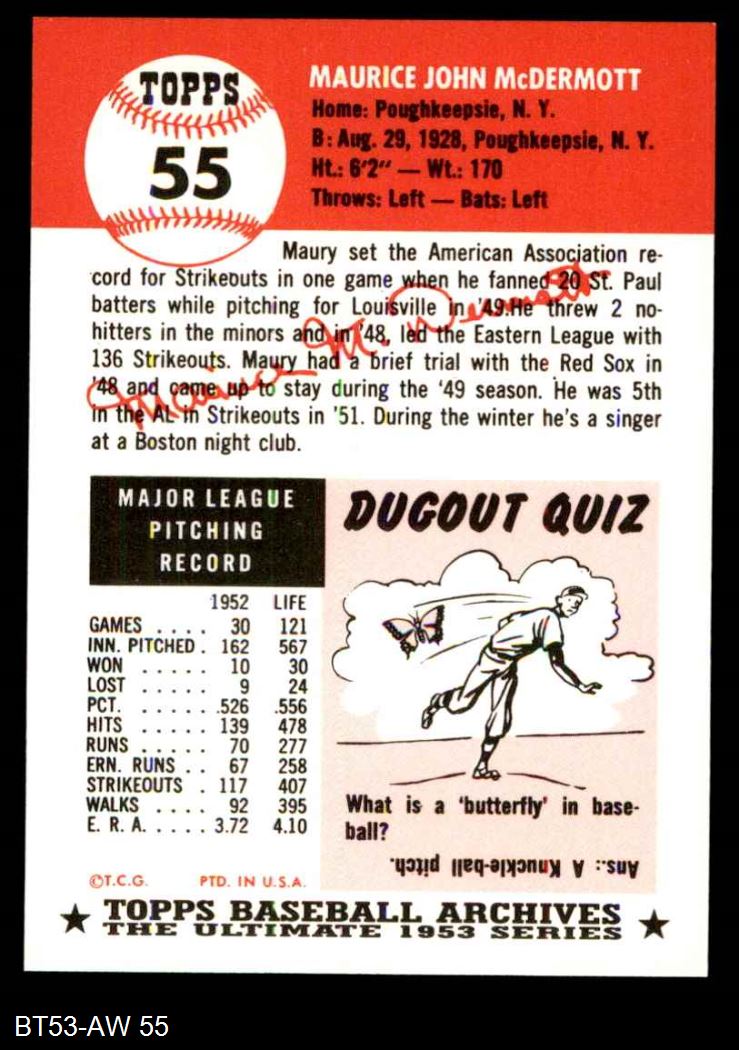 TOPPS
55
MAURICE JOHN McDERMOTT
Home: Poughkeepsie, N. Y.
B: Aug. 29, 1928, Poughkeepsie, N. Y.
Ht.: 6'2" — Wt.: 170
Throws: Left — Bats: Left
Maury set the American Association re-
cord for Strikeouts in one game when he fanned 20 St. Paul
batters while pitching for Louisville in '49.He threw 2 no-
hitters in the minors and in '48, led the Eastern League with
136 Strikeouts. Maury had a brief trial with the Red Sox in
'48 and came up to stay during the '49 season. He was 5th
in the AL in Strikeouts in '51. During the winter he's a singer
at a Boston night club.
Maurice M. Dermott
MAJOR LEAGUE
PITCHING
RECORD
1952 LIFE
GAMES .... 30 121
INN. PITCHED . 162 567
WON ..... 10 30
LOST ..... 9 24
PCT. ..... .526 .556
HITS ..... 139 478
RUNS ..... 70 277
ERN. RUNS .. 67 258
STRIKEOUTS . 117 407
WALKS .... 92 395
E. R. A. .... 3.72 4.10
©T.C.G. PTD. IN U.S.A.
DUGOUT QUIZ
What is a 'butterfly' in base-
ball?
Ans.: A Knuckle-ball pitch.
TOPPS BASEBALL ARCHIVES
THE ULTIMATE 1953 SERIES
BT53-AW 55